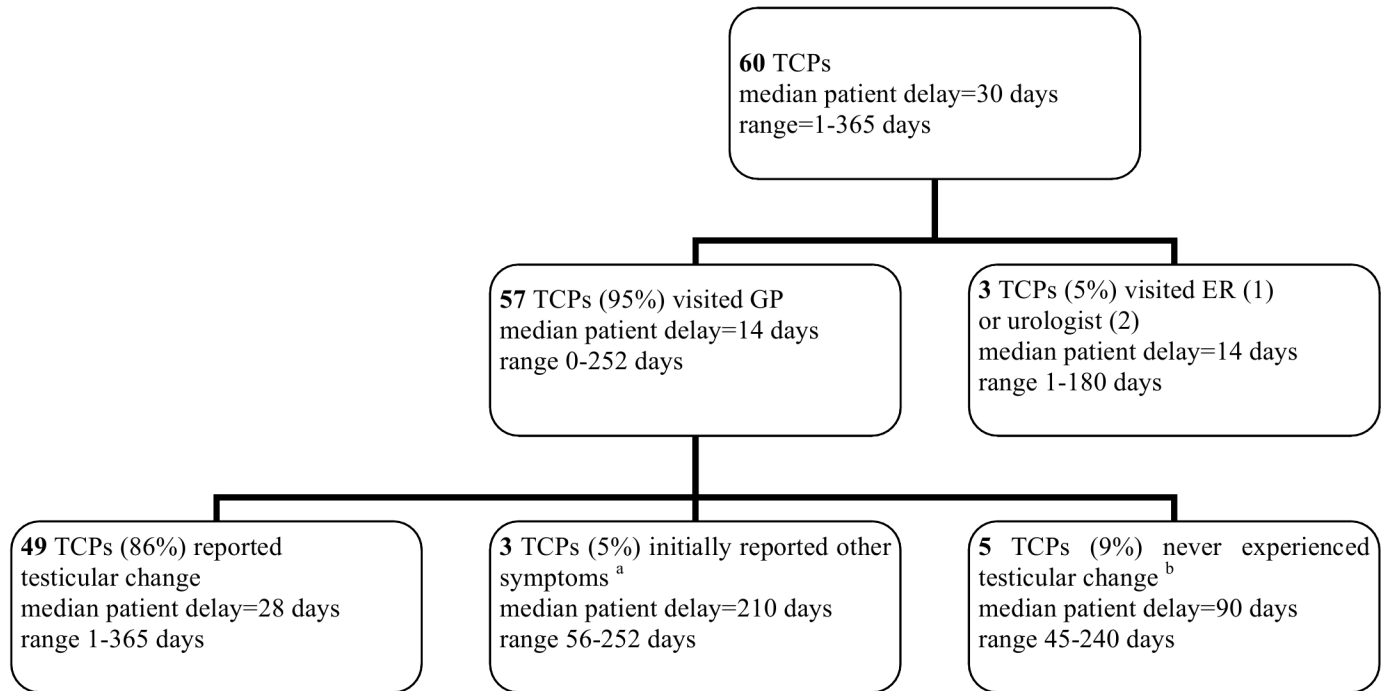 60 TCPs
median patient delay=30 days
range=1-365 days
57 TCPs (95%) visited GP
median patient delay=14 days
range 0-252 days
3 TCPs (5%) visited ER (1)
or urologist (2)
median patient delay=14 days
range 1-180 days
49 TCPs (86%) reported
testicular change
median patient delay=28 days
range 1-365 days
3 TCPs (5%) initially reported other
symptoms a
median patient delay=210 days
range 56-252 days
5 TCPs (9%) never experienced
testicular change b
median patient delay=90 days
range 45-240 days